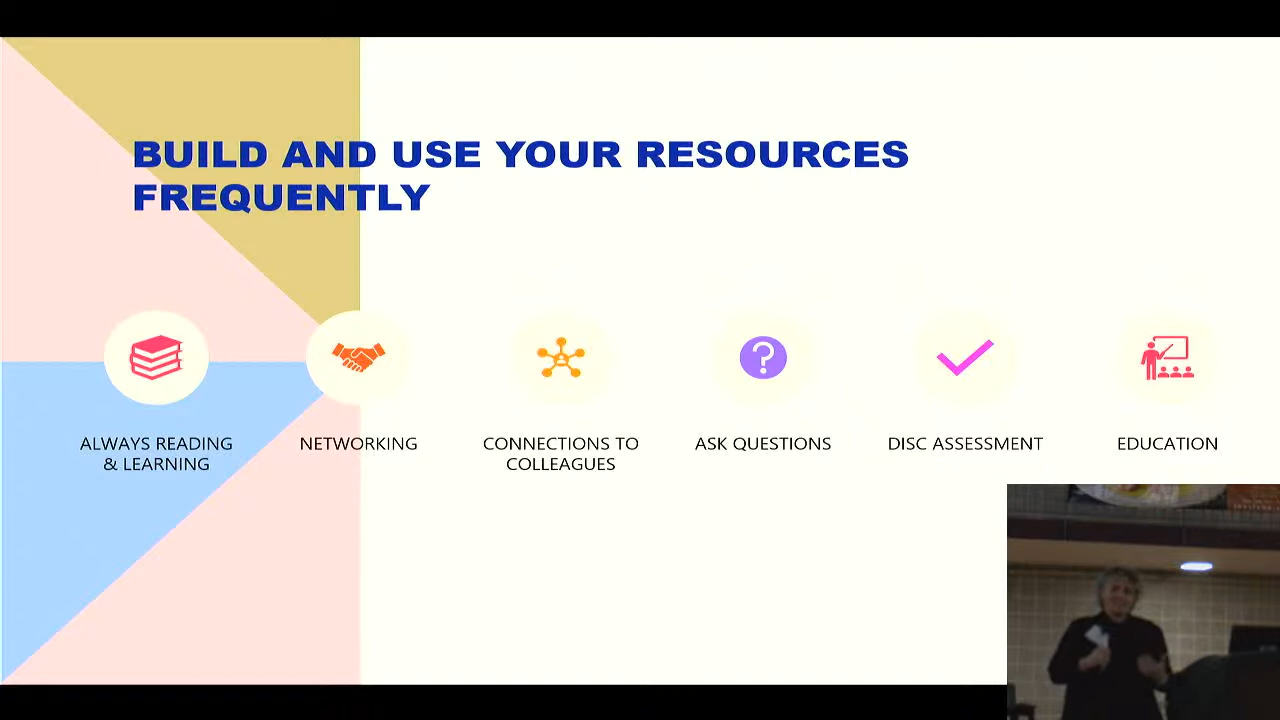 BUILD AND USE YOUR RESOURCES
FREQUENTLY
ALWAYS READING
& LEARNING
NETWORKING
CONNECTIONS TO
COLLEAGUES
ASK QUESTIONS
DISC ASSESSMENT
EDUCATION